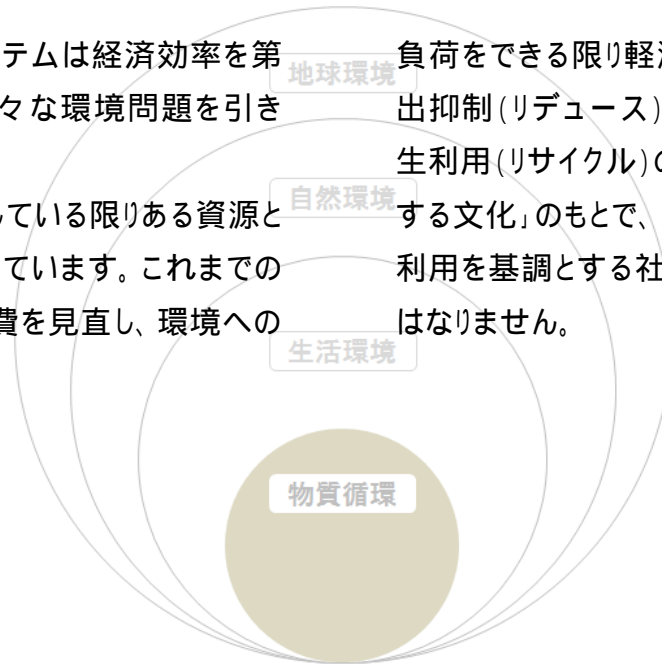 テムは経済効率を第
々な環境問題を引き
ている限りある資源と
ています。これまでの
費を見直し、環境への
負荷をできる限り軽
出抑制(リデュース)
生利用(リサイクル)
する文化」のもとで、
利用を基調とする社
はなりません。
地球環境
自然環境
生活環境
物質循環